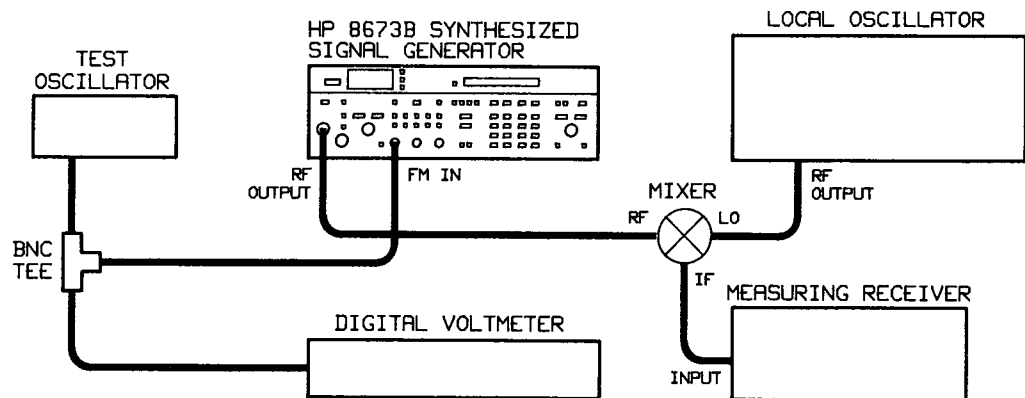 LOCAL OSCILLATOR
HP 8673B SYNTHESIZED
SIGNAL GENERATOR
TEST
OSCILLATOR
RF
OUTPUT
FM IN
RF
OUTPUT
MIXER
RF
LO
BNC
TEE
IF
MEASURING RECEIVER
DIGITAL VOLTMETER
INPUT